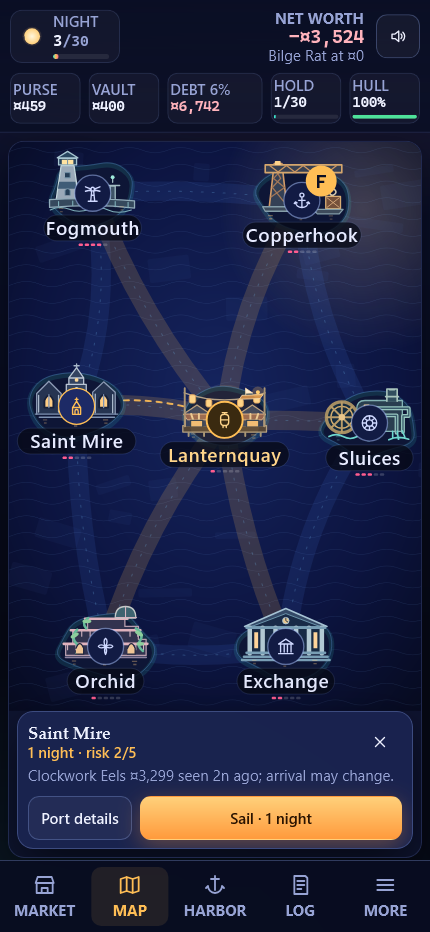 NIGHT
3/30
NET WORTH
−¤3,524
Bilge Rat at ¤0
PURSE
¤459
VAULT
¤400
DEBT 6%
¤6,742
HOLD
1/30
HULL
100%
Fogmouth
F
Copperhook
Saint Mire
Lanternquay
Sluices
Orchid
Exchange
Saint Mire
1 night · risk 2/5
Clockwork Eels ¤3,299 seen 2n ago; arrival may change.
Port details
Sail · 1 night
MARKET
MAP
HARBOR
LOG
MORE